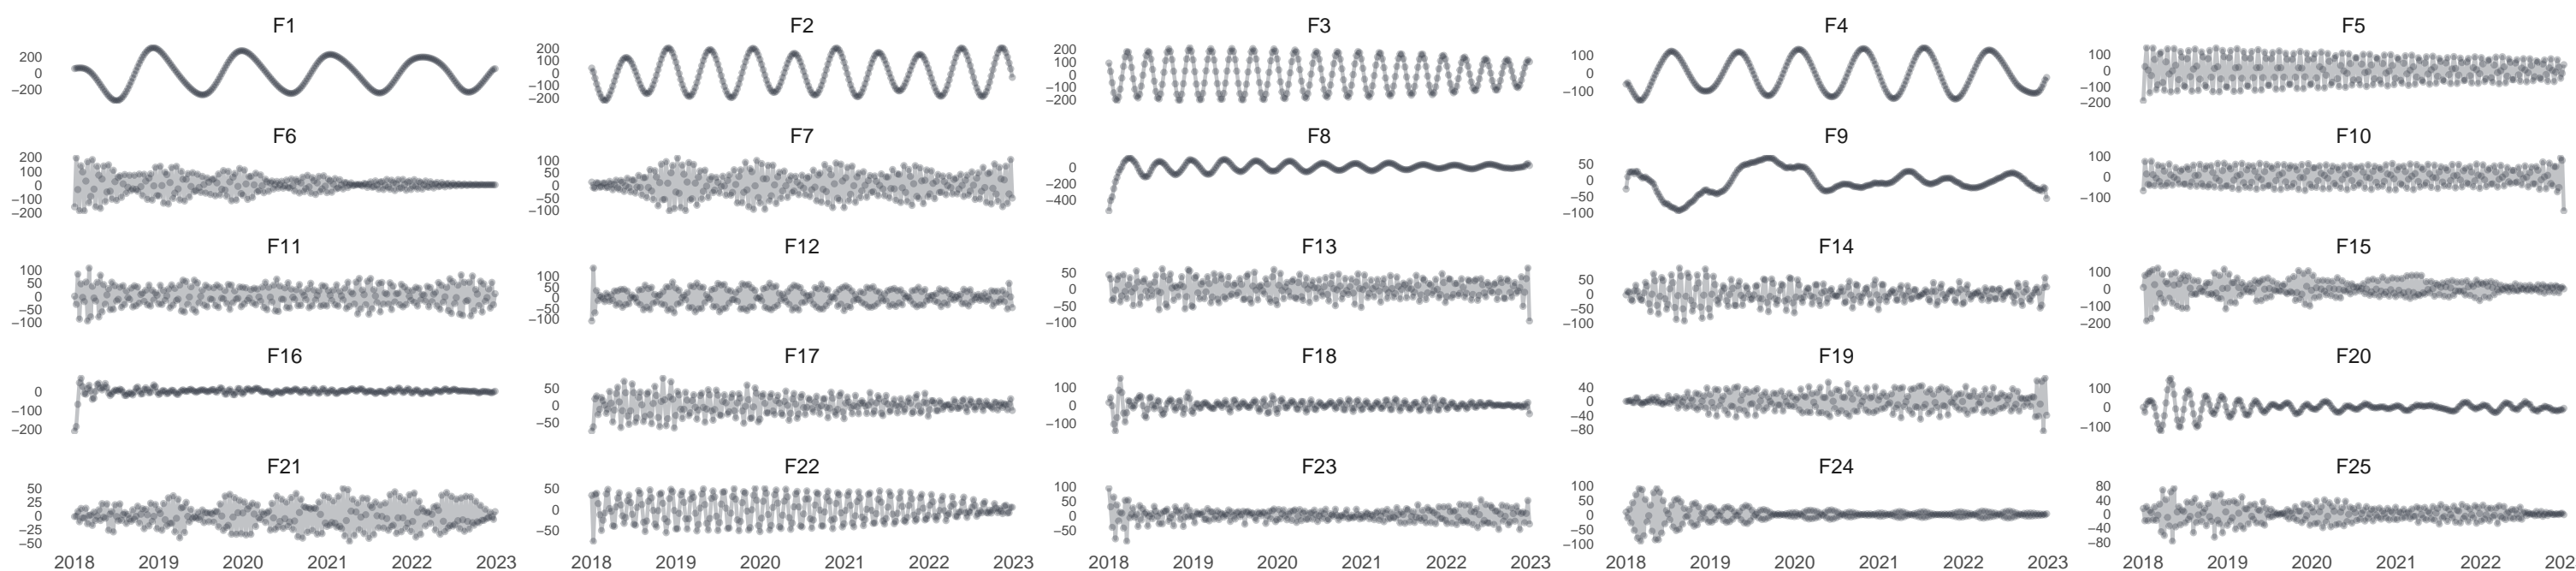 F1 F2 F3 F4 F5
200 0 −200
200 100 0 −100 −200
200 100 0 −100 −200
100 0 −100
100 0 −100 −200
F6 F7 F8 F9 F10
200 100 0 −100 −200
100 50 0 −50 −100
0 −200 −400
50 0 −50 −100
100 0 −100
F11 F12 F13 F14 F15
100 50 0 −50 −100
100 50 0 −50 −100
50 0 −50 −100
50 0 −50 −100
100 0 −100 −200
F16 F17 F18 F19 F20
0 −100 −200
50 0 −50
100 0 −100
40 0 −40 −80
100 0 −100
F21 F22 F23 F24 F25
50 25 0 −25 −50
50 0 −50
100 50 0 −50
100 50 0 −50 −100
80 40 0 −40 −80
2018 2019 2020 2021 2022 2023
2018 2019 2020 2021 2022 2023
2018 2019 2020 2021 2022 2023
2018 2019 2020 2021 2022 2023
2018 2019 2020 2021 2022 202